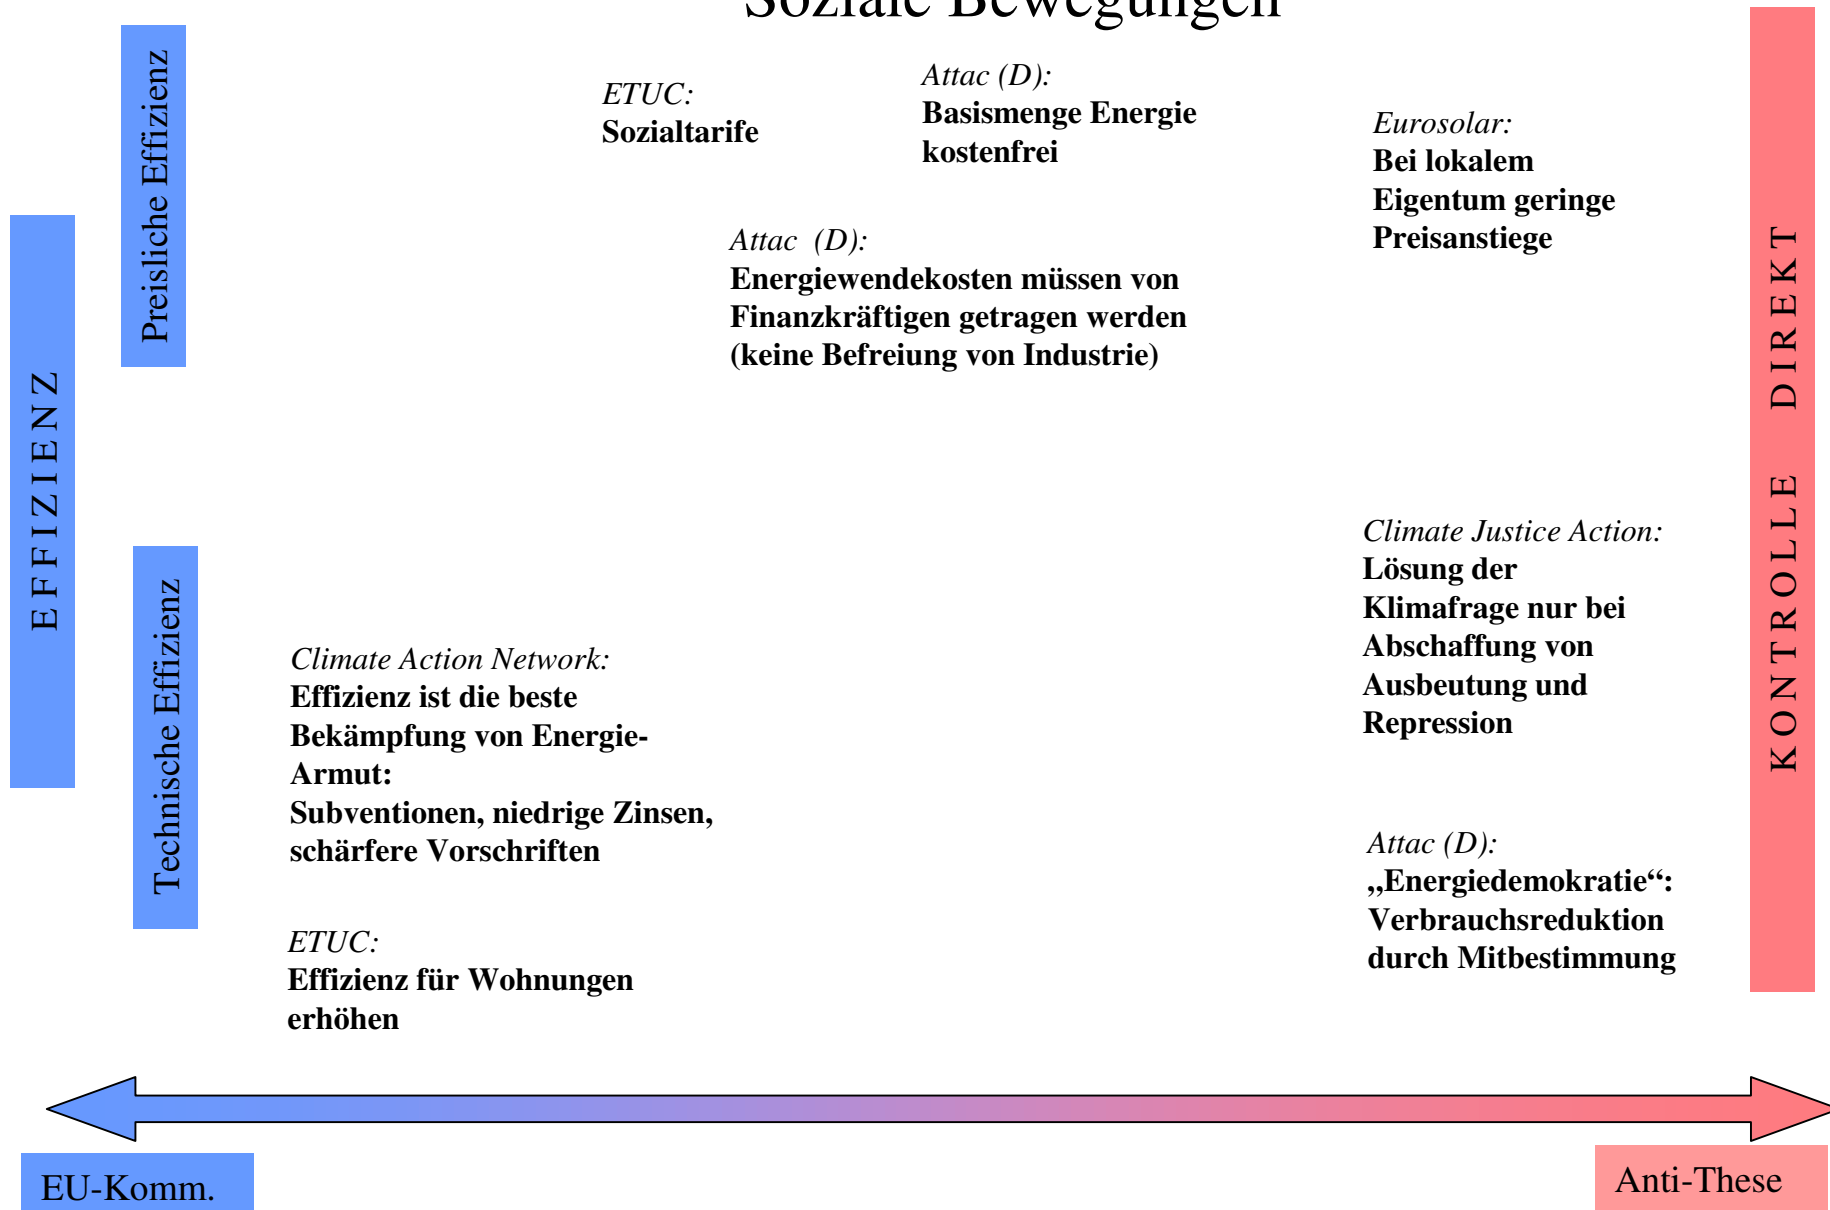 Soziale Bewegungen
EFFIZIENZ
Preisliche Effizienz
Technische Effizienz
ETUC:
Sozialtarife
Attac (D):
Basismenge Energie
kostenfrei
Eurosolar:
Bei lokalem
Eigentum geringe
Preisanstiege
Attac (D):
Energiewendekosten müssen von
Finanzkräftigen getragen werden
(keine Befreiung von Industrie)
Climate Justice Action:
Lösung der
Klimafrage nur bei
Abschaffung von
Ausbeutung und
Repression
Climate Action Network:
Effizienz ist die beste
Bekämpfung von Energie-
Armut:
Subventionen, niedrige Zinsen,
schärfere Vorschriften
Attac (D):
„Energiedemokratie“:
Verbrauchsreduktion
durch Mitbestimmung
ETUC:
Effizienz für Wohnungen
erhöhen
KONTROLLE DIREKT
EU-Komm.
Anti-These